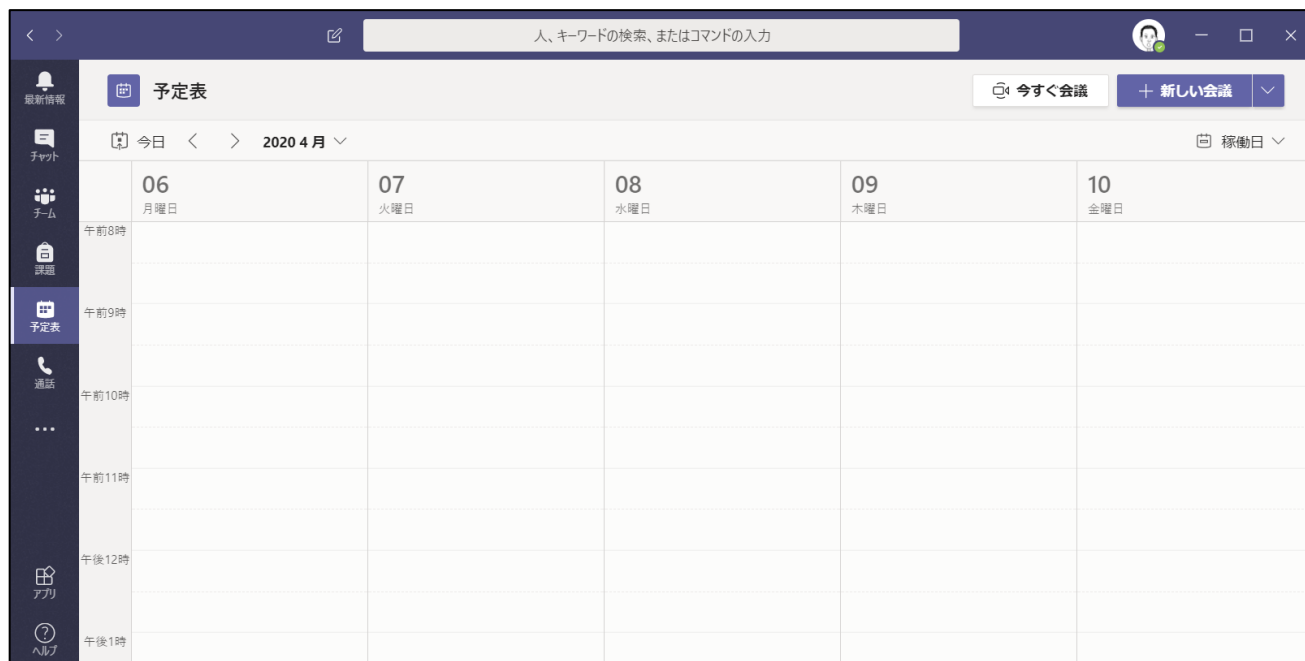 人、キーワードの検索、またはコマンドの入力
最新情報
チャット
チーム
課題
予定表
通話
アプリ
ヘルプ
予定表
今すぐ会議
新しい会議
今日
2020 4 月
稼働日
06
月曜日
07
火曜日
08
水曜日
09
木曜日
10
金曜日
午前8時
午前9時
午前10時
午前11時
午後12時
午後1時